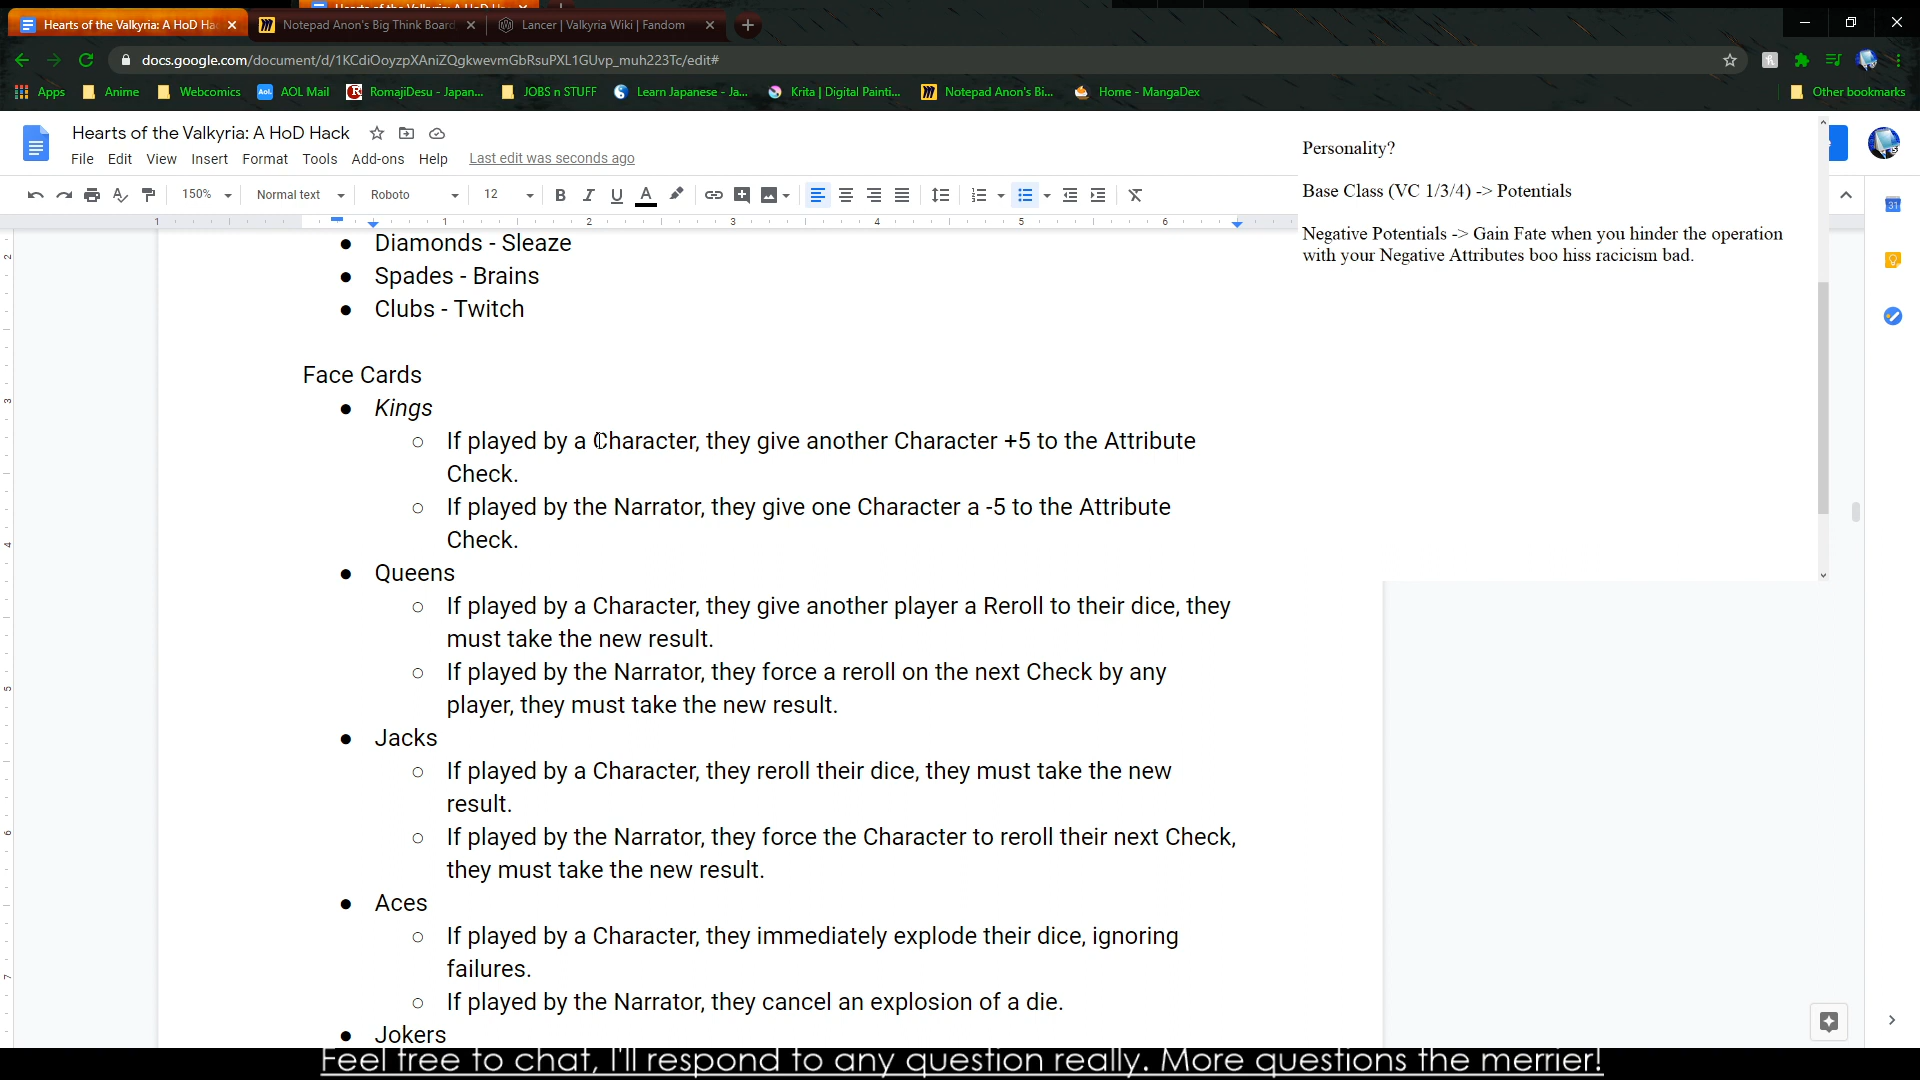 Hearts of the Valkyria: A HoD Ha
Notepad Anon's Big Think Board
Lancer | Valkyria Wiki | Fandom
docs.google.com/document/d/1KCdiOoyzpXAniZQgkwevmGbRsuPXL1GUvp_muh223Tc/edit#
Apps
Anime
Webcomics
AOL Mail
RomajiDesu - Japan...
JOBS n STUFF
Learn Japanese - Ja...
Krita | Digital Painti...
Notepad Anon's Bi...
Home - MangaDex
Other bookmarks
Hearts of the Valkyria: A HoD Hack
File Edit View Insert Format Tools Add-ons Help Last edit was seconds ago
150% Normal text Roboto 12
Personality?
Base Class (VC 1/3/4) -> Potentials
Negative Potentials -> Gain Fate when you hinder the operation
with your Negative Attributes boo hiss racicism bad.
● Diamonds - Sleaze
● Spades - Brains
● Clubs - Twitch
Face Cards
● Kings
○ If played by a Character, they give another Character +5 to the Attribute
Check.
○ If played by the Narrator, they give one Character a -5 to the Attribute
Check.
● Queens
○ If played by a Character, they give another player a Reroll to their dice, they
must take the new result.
○ If played by the Narrator, they force a reroll on the next Check by any
player, they must take the new result.
● Jacks
○ If played by a Character, they reroll their dice, they must take the new
result.
○ If played by the Narrator, they force the Character to reroll their next Check,
they must take the new result.
● Aces
○ If played by a Character, they immediately explode their dice, ignoring
failures.
○ If played by the Narrator, they cancel an explosion of a die.
● Jokers
Feel free to chat, I'll respond to any question really. More questions the merrier!